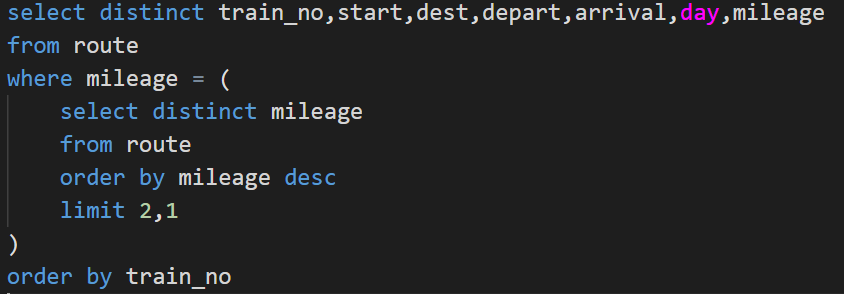 select distinct train_no,start,dest,depart,arrival,day,mileage
from route
where mileage = (
    select distinct mileage
    from route
    order by mileage desc
    limit 2,1
)
order by train_no